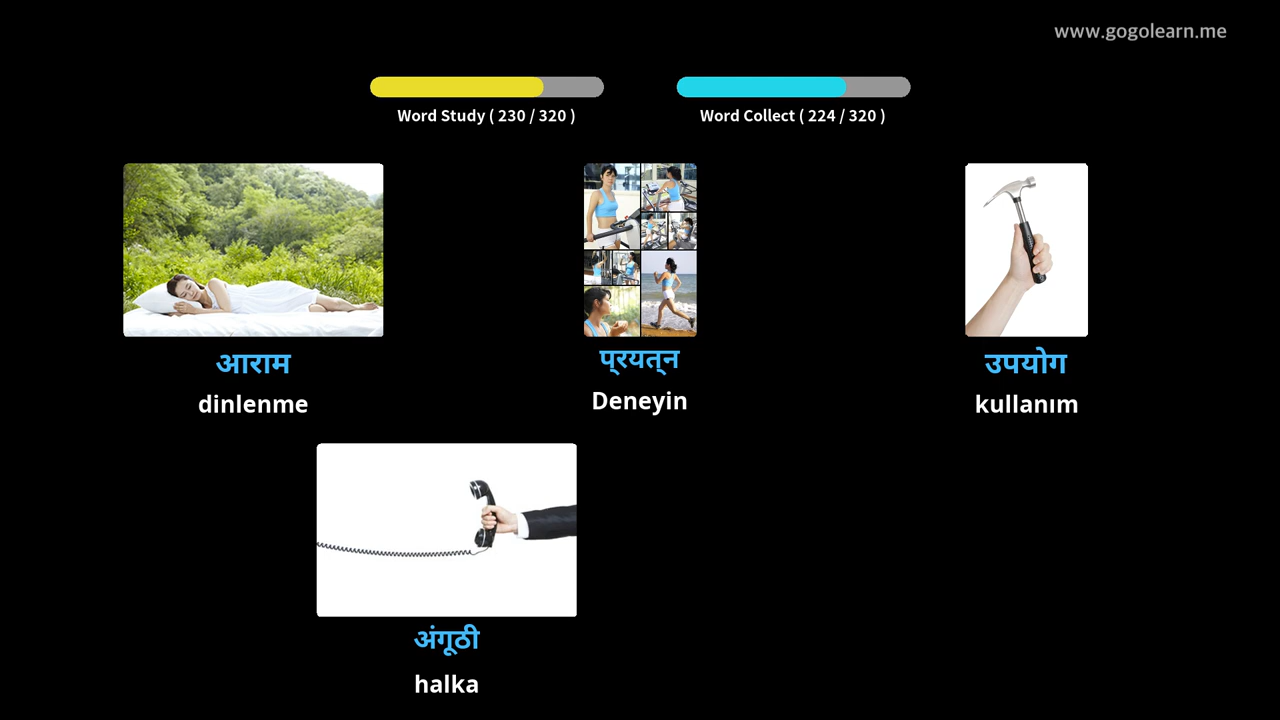 www.gogolearn.me
Word Study ( 230 / 320 )
Word Collect ( 224 / 320 )
आराम
dinlenme
प्रयत्न
Deneyin
उपयोग
kullanım
अंगूठी
halka